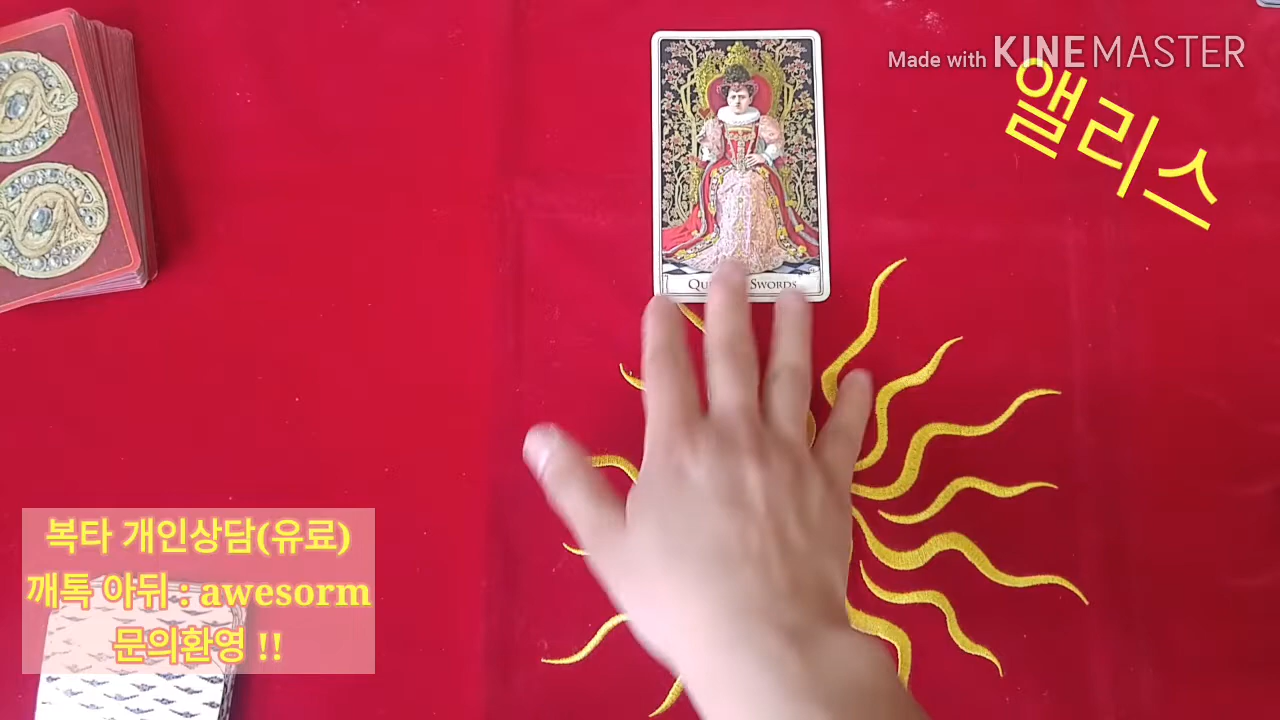 Made with KINEMASTER
앨리스
Swords
복타 개인상담(유료)
깨톡 아뒤 : awesorm
문의환영 !!